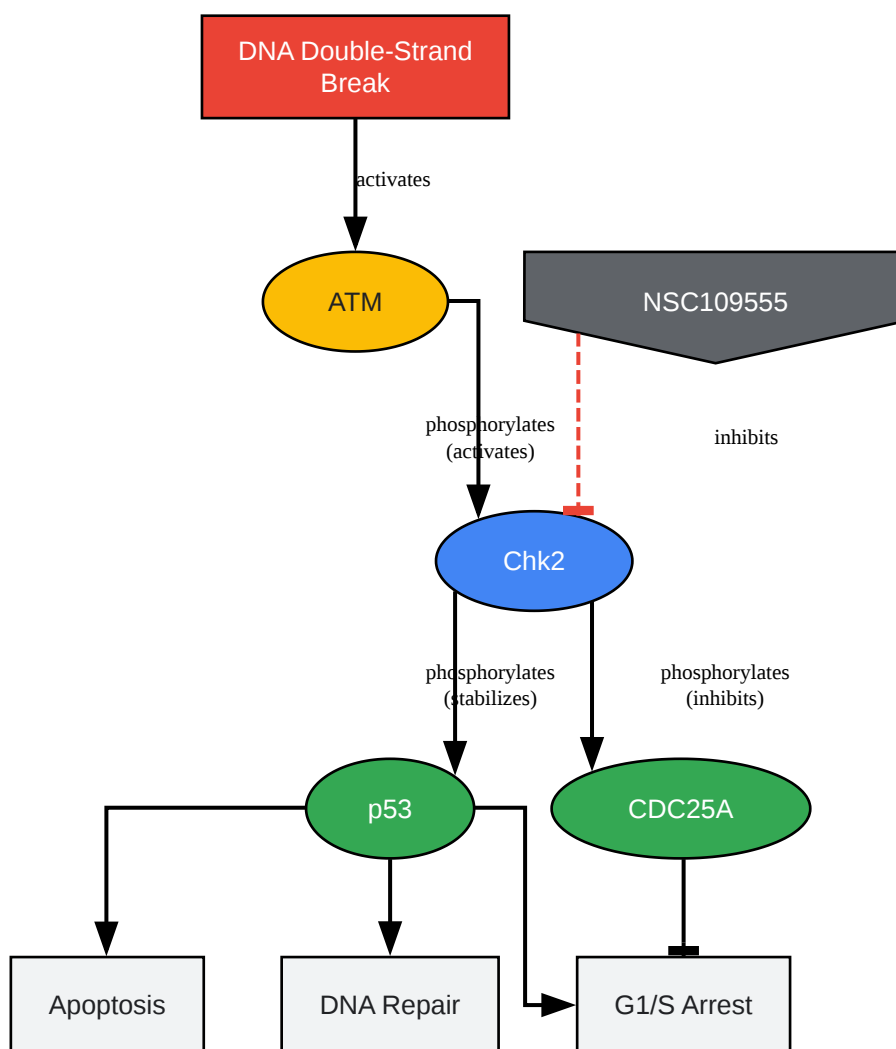 DNA Double-Strand
Break
activates
ATM
NSC109555
phosphorylates
(activates)
inhibits
Chk2
phosphorylates
(stabilizes)
phosphorylates
(inhibits)
p53
CDC25A
Apoptosis
DNA Repair
G1/S Arrest